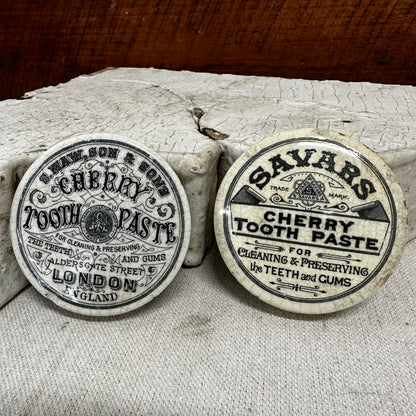 S. MAW, SON & SONS
CHERRY
TOOTH PASTE
FOR CLEANING & PRESERVING
THE TEETH AND GUMS
ALDERSGATE STREET
LONDON
ENGLAND
SAVARS
TRADE MARK
CHERRY
TOOTH PASTE
FOR
CLEANING & PRESERVING
the TEETH and GUMS